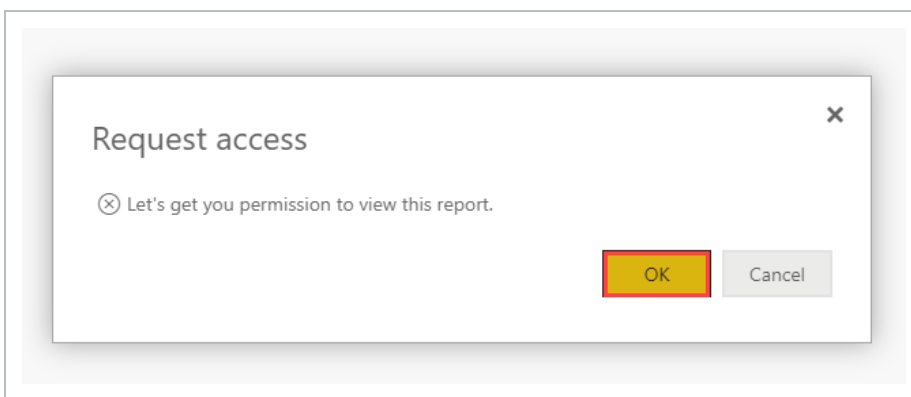 Request access
Let's get you permission to view this report.
OK Cancel